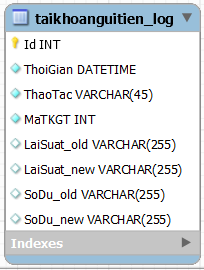 taikhoanguitien_log
Id INT
ThoiGian DATETIME
ThaoTac VARCHAR(45)
MaTKGT INT
LaiSuat_old VARCHAR(255)
LaiSuat_new VARCHAR(255)
SoDu_old VARCHAR(255)
SoDu_new VARCHAR(255)
Indexes